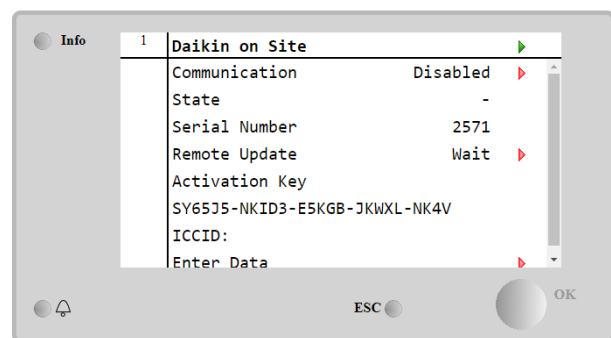 Info
1 Daikin on Site
Communication Disabled
State -
Serial Number 2571
Remote Update Wait
Activation Key
SY65J5-NKID3-E5KGB-JKWXL-NK4V
ICCID:
Enter Data
ESC
OK